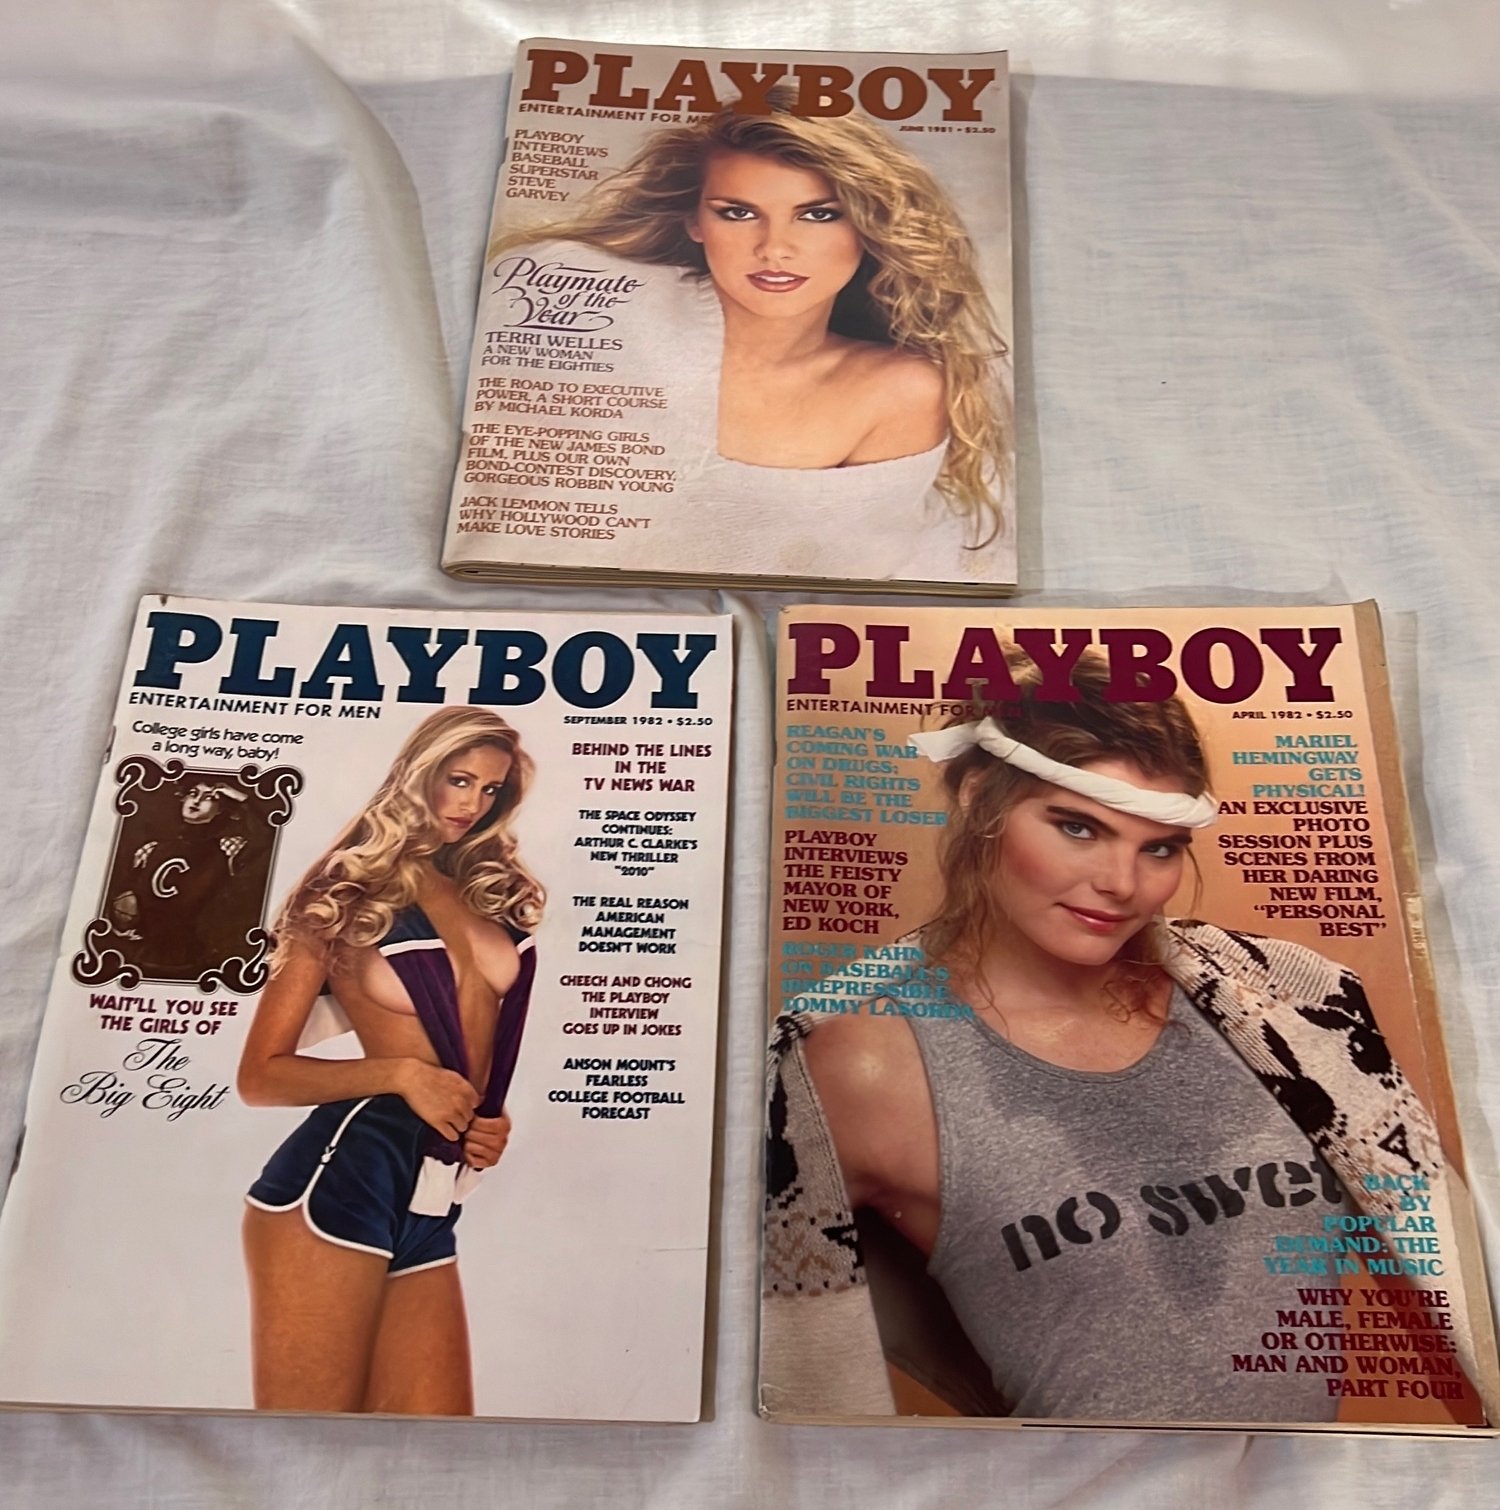 PLAYBOY
ENTERTAINMENT FOR
JUNE 1981 • $2.50
PLAYBOY
INTERVIEWS
BASEBALL
SUPERSTAR
STEVE
GARVEY
Playmate
of the
Year
TERRI WELLES
A NEW WOMAN
FOR THE EIGHTIES
THE ROAD TO EXECUTIVE
POWER, A SHORT COURSE
BY MICHAEL KORDA
THE EYE-POPPING GIRLS
OF THE NEW JAMES BOND
FILM, PLUS OUR OWN
BOND-CONTEST DISCOVERY,
GORGEOUS ROBBIN YOUNG
JACK LEMMON TELLS
WHY HOLLYWOOD CAN'T
MAKE LOVE STORIES
PLAYBOY
ENTERTAINMENT FOR MEN
SEPTEMBER 1982 • $2.50
College girls have come
a long way, baby!
C
WAIT'LL YOU SEE
THE GIRLS OF
The
Big Eight
BEHIND THE LINES
IN THE
TV NEWS WAR
THE SPACE ODYSSEY
CONTINUES:
ARTHUR C. CLARKE'S
NEW THRILLER
"2010"
THE REAL REASON
AMERICAN
MANAGEMENT
DOESN'T WORK
CHEECH AND CHONG
THE PLAYBOY
INTERVIEW
GOES UP IN JOKES
ANSON MOUNT'S
FEARLESS
COLLEGE FOOTBALL
FORECAST
PLAYBOY
ENTERTAINMENT FOR MEN
APRIL 1982 • $2.50
REAGAN'S
COMING WAR
ON DRUGS:
CIVIL RIGHTS
WILL BE THE
BIGGEST LOSER
PLAYBOY
INTERVIEWS
THE FEISTY
MAYOR OF
NEW YORK,
ED KOCH
ROGER KAHN
ON BASEBALL'S
IRREPRESSIBLE
TOMMY LASORDA
MARIEL
HEMINGWAY
GETS
PHYSICAL!
AN EXCLUSIVE
PHOTO
SESSION PLUS
SCENES FROM
HER DARING
NEW FILM,
"PERSONAL
BEST"
no swet
BACK
BY
POPULAR
DEMAND: THE
YEAR IN MUSIC
WHY YOU'RE
MALE, FEMALE
OR OTHERWISE:
MAN AND WOMAN,
PART FOUR